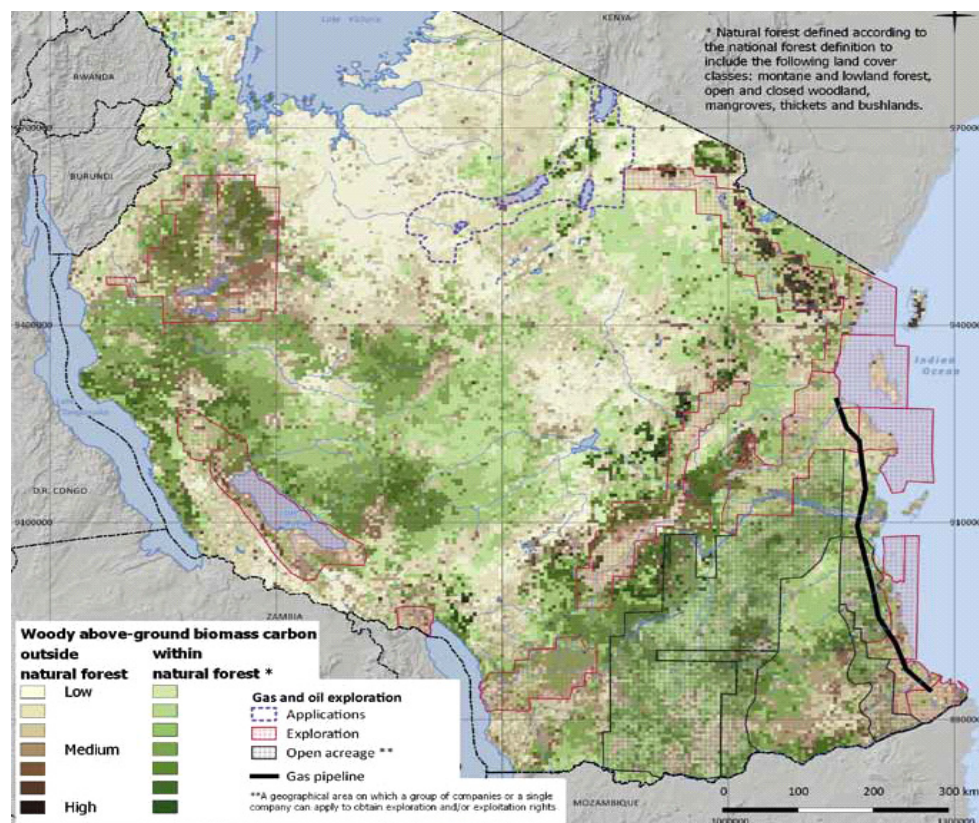 Lake Victoria
KENYA
* Natural forest defined according to
the national forest definition to
include the following land cover
classes: montane and lowland forest,
open and closed woodland,
mangroves, thickets and bushlands.
RWANDA
BURUNDI
9400000
9400000
Indian
Ocean
D.R. CONGO
9100000
ZAMBIA
Woody above-ground biomass carbon
outside
natural forest
within
natural forest *
Low
Medium
High
Gas and oil exploration
Applications
Exploration
Open acreage **
Gas pipeline
**A geographical area on which a group of companies or a single
company can apply to obtain exploration and/or exploitation rights
MOZAMBIQUE
0 100 200 300 km
1000000
1300000